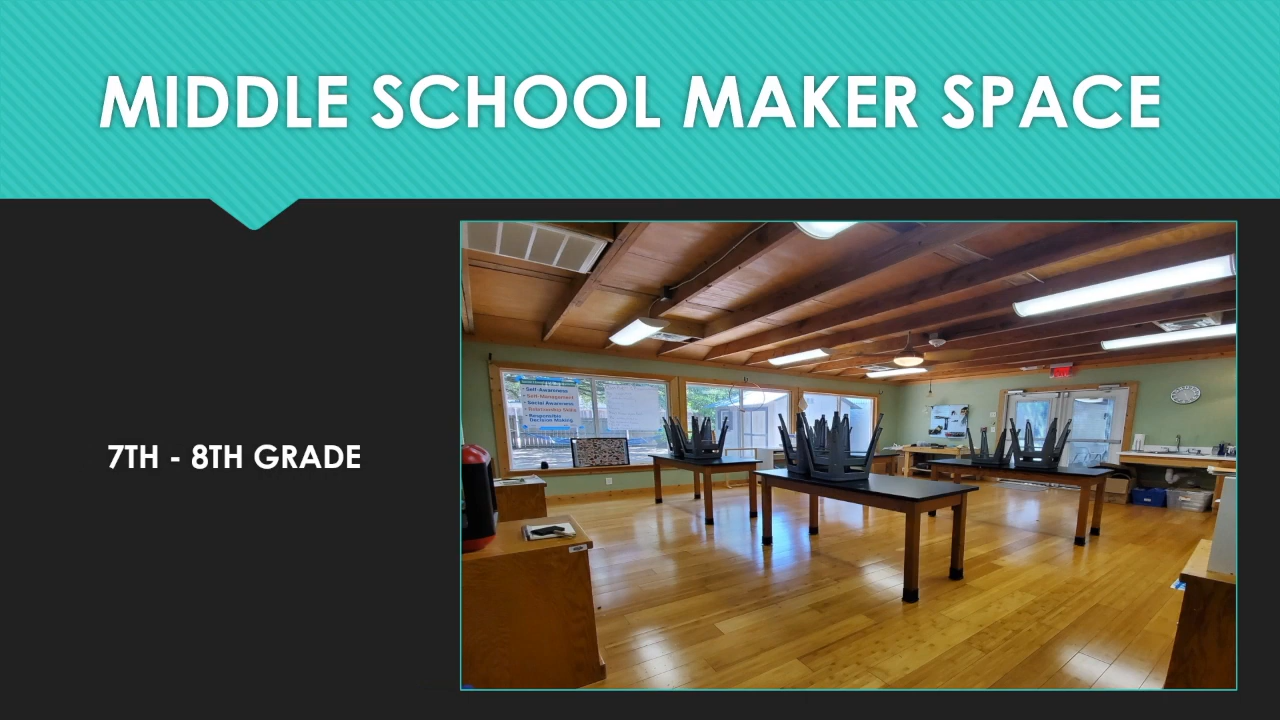 MIDDLE SCHOOL MAKER SPACE
7TH - 8TH GRADE
• Self-Awareness
• Self-Management
• Social Awareness
• Relationship Skills
• Responsible
Decision Making